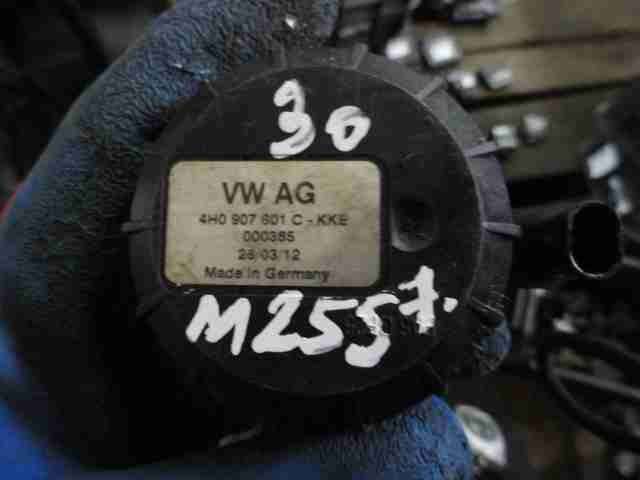 30
VW AG
4H0 907 601 C - KKE
000385
28/03/12
Made in Germany
M2557.